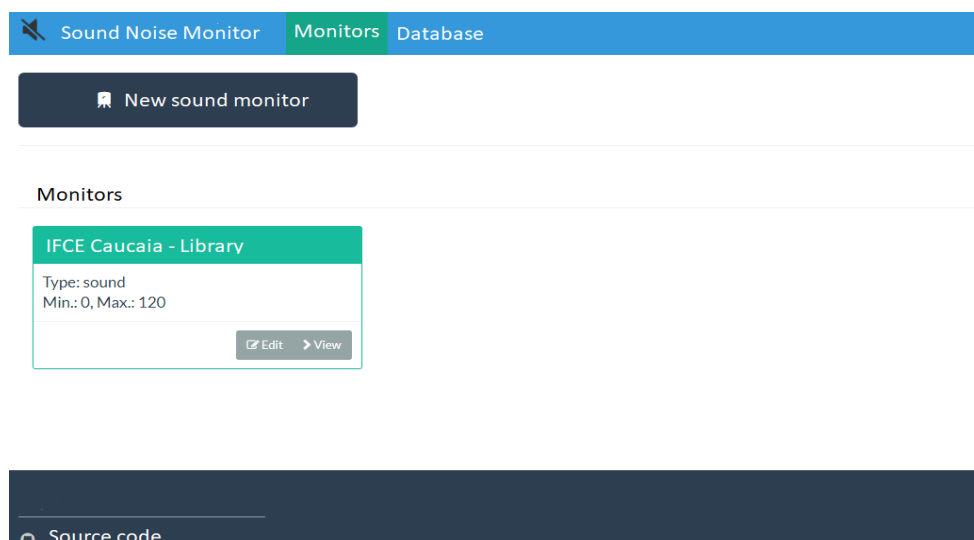 Sound Noise Monitor Monitors Database
New sound monitor
Monitors
IFCE Caucaia - Library
Type: sound
Min.: 0, Max.: 120
Edit View
Source code